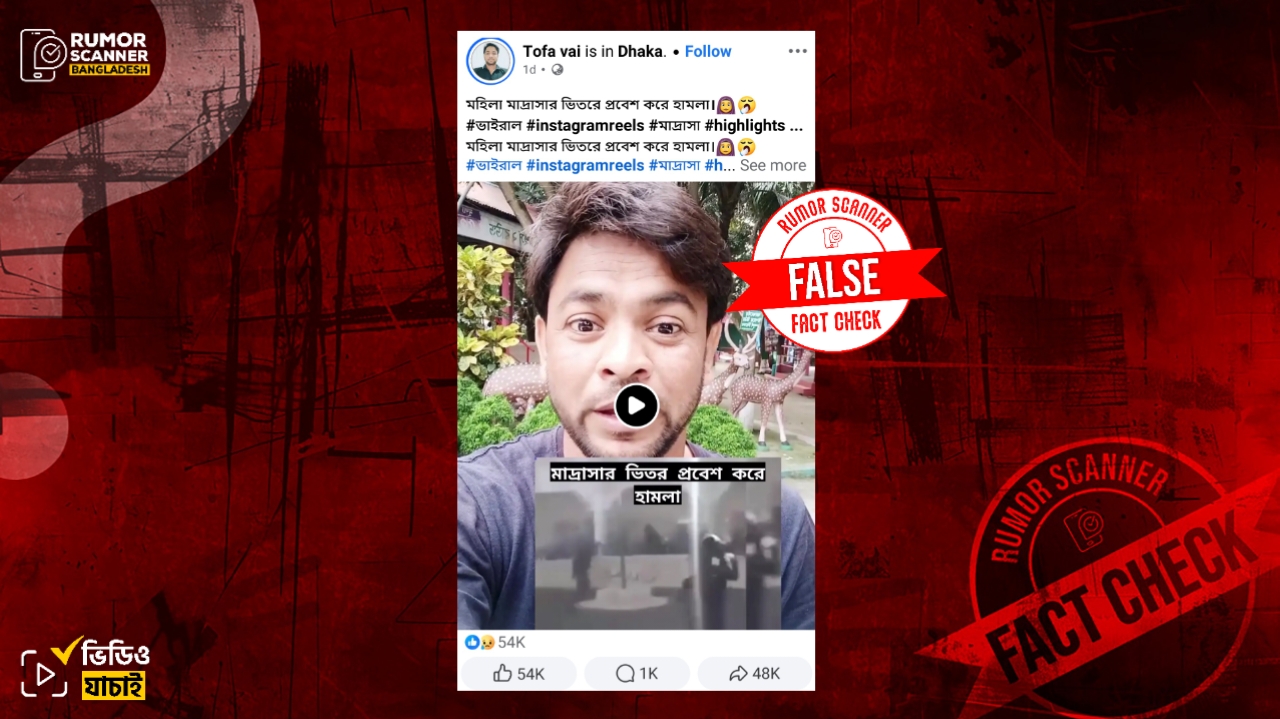 RUMOR
SCANNER
BANGLADESH
Tofa vai is in Dhaka. • Follow
1d •
মহিলা মাদ্রাসার ভিতরে প্রবেশ করে হামলা।
#ভাইরাল #instagramreels #মাদ্রাসা #highlights ...
মহিলা মাদ্রাসার ভিতরে প্রবেশ করে হামলা।
#ভাইরাল #instagramreels #মাদ্রাসা #h... See more
RUMOR SCANNER
FALSE
FACT CHECK
মাদ্রাসার ভিতর প্রবেশ করে
হামলা
54K
54K 1K 48K
ভিডিও
যাচাই
RUMOR SCANNER
FACT CHECK